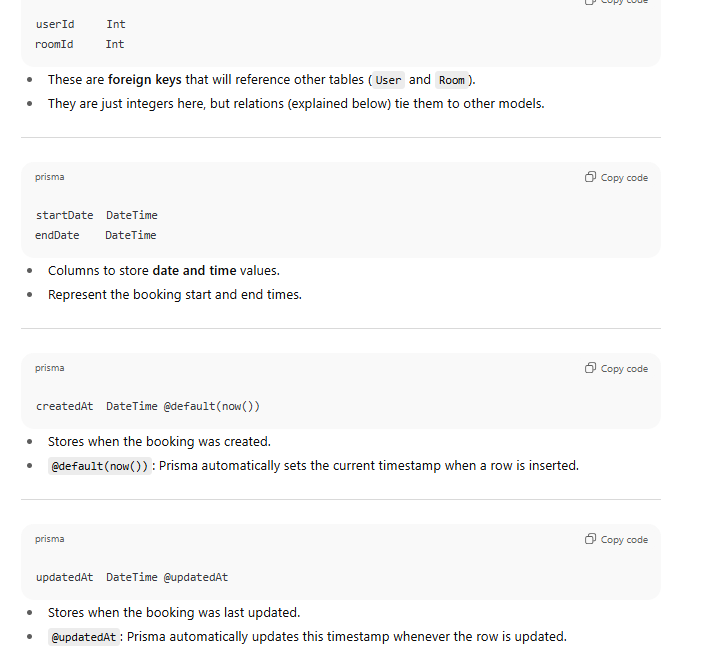 Copy code
userId Int
roomId Int
These are foreign keys that will reference other tables ( User and Room ).
They are just integers here, but relations (explained below) tie them to other models.
prisma
Copy code
startDate DateTime
endDate DateTime
Columns to store date and time values.
Represent the booking start and end times.
prisma
Copy code
createdAt DateTime @default(now())
Stores when the booking was created.
@default(now()) : Prisma automatically sets the current timestamp when a row is inserted.
prisma
Copy code
updatedAt DateTime @updatedAt
Stores when the booking was last updated.
@updatedAt : Prisma automatically updates this timestamp whenever the row is updated.